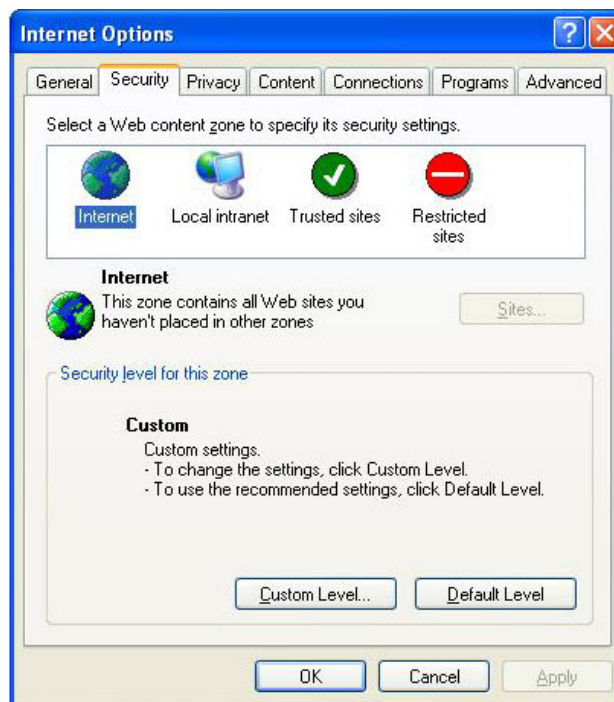 Internet Options
General Security Privacy Content Connections Programs Advanced
Select a Web content zone to specify its security settings.
Internet Local intranet Trusted sites Restricted sites
Internet
This zone contains all Web sites you
haven't placed in other zones
Sites...
Security level for this zone
Custom
Custom settings.
- To change the settings, click Custom Level.
- To use the recommended settings, click Default Level.
Custom Level... Default Level
OK Cancel Apply